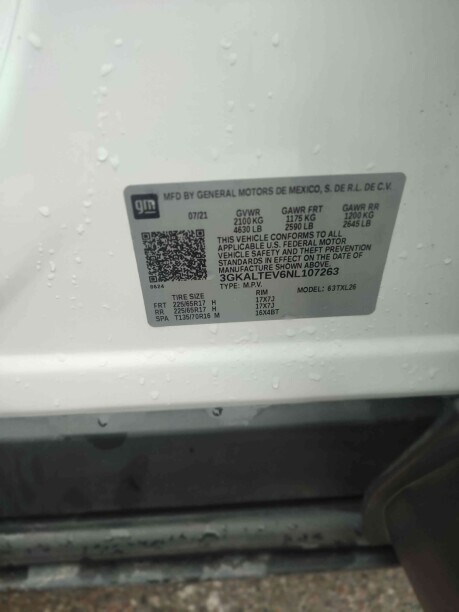 gm MFD BY GENERAL MOTORS DE MEXICO, S. DE R.L. DE C.V.
07/21 GVWR GAWR FRT GAWR RR
2100 KG 1175 KG 1200 KG
4630 LB 2590 LB 2645 LB
THIS VEHICLE CONFORMS TO ALL
APPLICABLE U.S. FEDERAL MOTOR
VEHICLE SAFETY AND THEFT PREVENTION
STANDARDS IN EFFECT ON THE DATE OF
MANUFACTURE SHOWN ABOVE.
3GKALTEV6NL107263
TYPE: M.P.V. MODEL: 63TXL26
TIRE SIZE RIM
FRT 225/65R17 H 17X7J
RR 225/65R17 H 17X7J
SPA T135/70R16 M 16X4BT